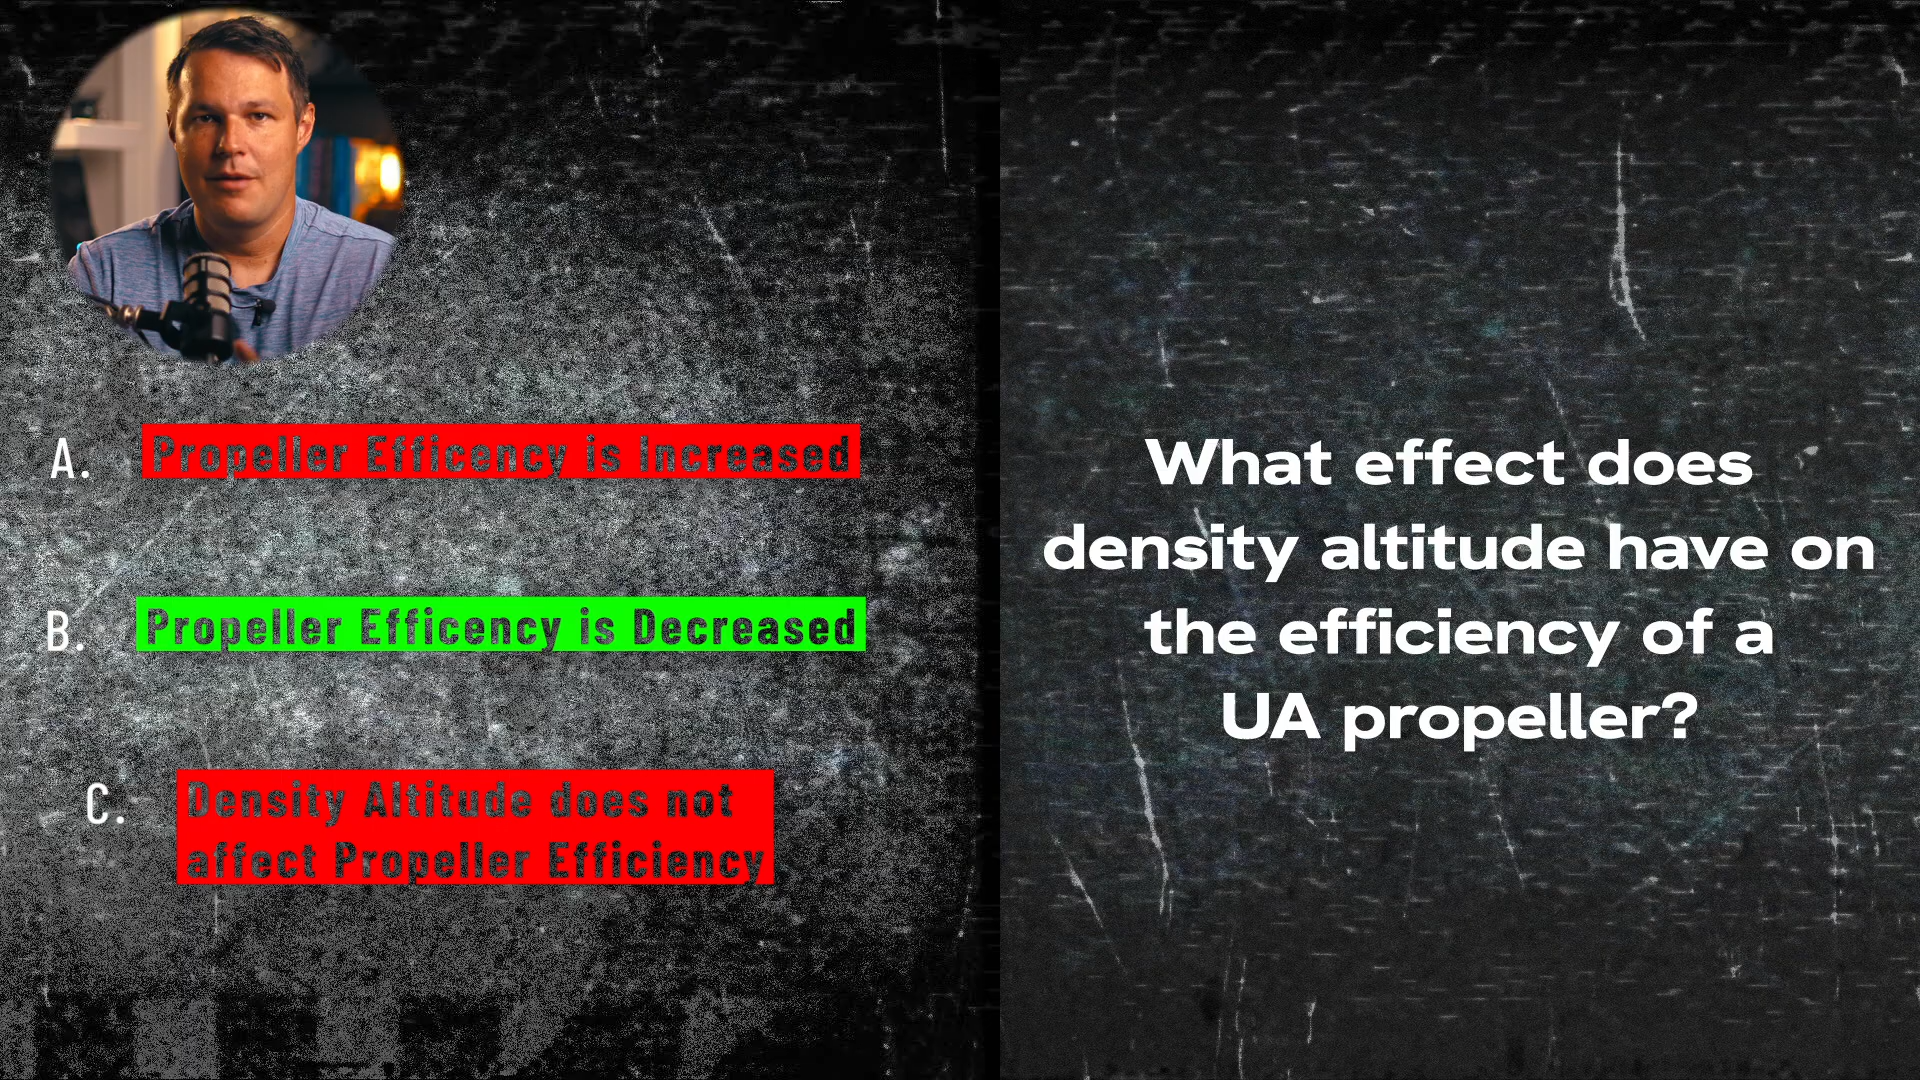 A. Propeller Efficency is Increased
B. Propeller Efficency is Decreased
C. Density Altitude does not
affect Propeller Efficiency
What effect does
density altitude have on
the efficiency of a
UA propeller?